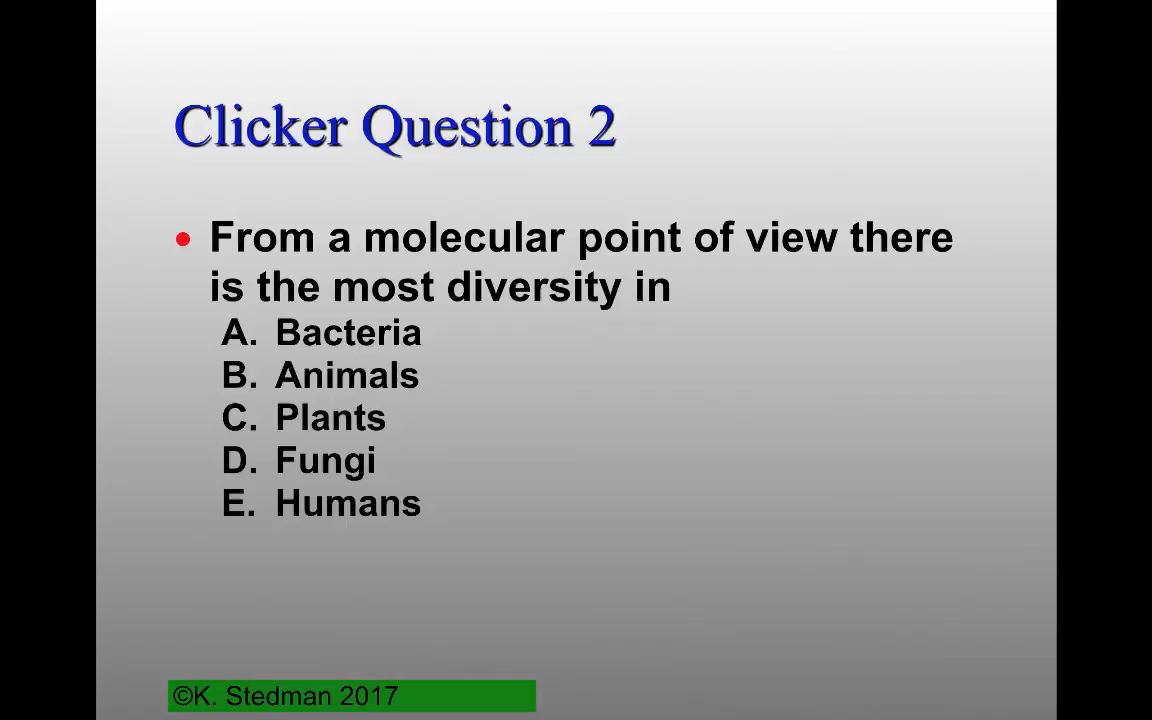 Clicker Question 2
• From a molecular point of view there
is the most diversity in
A. Bacteria
B. Animals
C. Plants
D. Fungi
E. Humans
©K. Stedman 2017